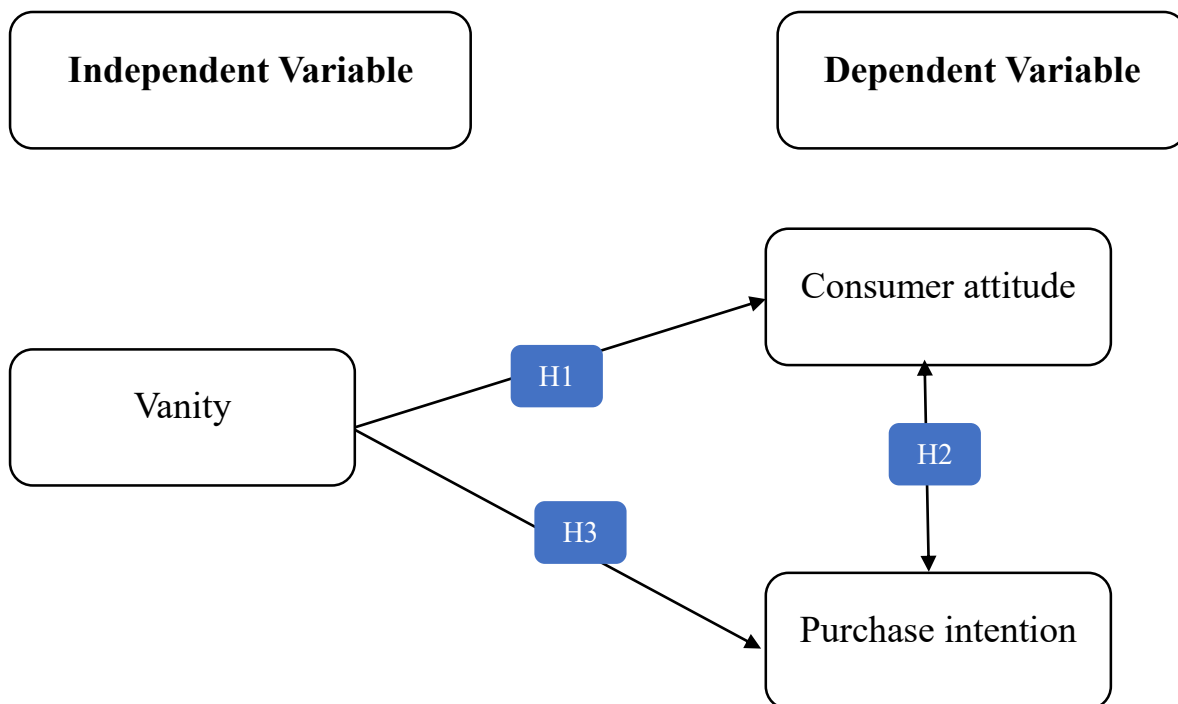 Independent Variable
Dependent Variable
Consumer attitude
H1
Vanity
H2
H3
Purchase intention